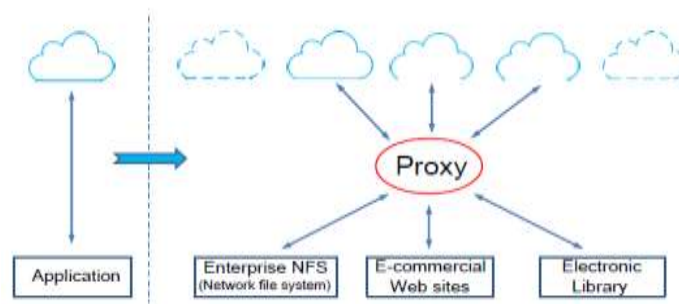 Proxy
Application
Enterprise NFS
(Network file system)
E-commercial
Web sites
Electronic
Library